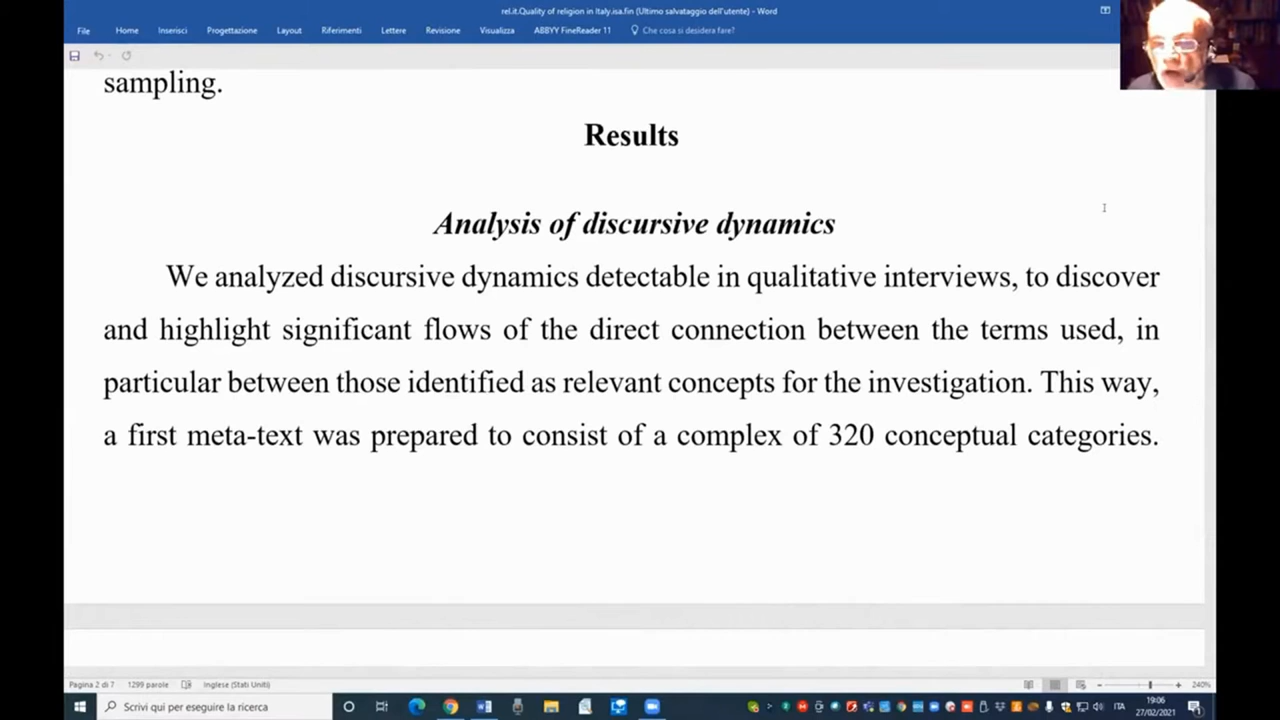 rel.it.Quality of religion in Italy.isa.fin (Ultimo salvataggio dell'utente) - Word
File Home Inserisci Progettazione Layout Riferimenti Lettere Revisione Visualizza ABBYY FineReader 11 Che cosa si desidera fare?
sampling.
Results
Analysis of discursive dynamics
We analyzed discursive dynamics detectable in qualitative interviews, to discover
and highlight significant flows of the direct connection between the terms used, in
particular between those identified as relevant concepts for the investigation. This way,
a first meta-text was prepared to consist of a complex of 320 conceptual categories.
Pagina 2 di 7 1299 parole Inglese (Stati Uniti) 240%
Scrivi qui per eseguire la ricerca ITA 19:06
27/02/2021